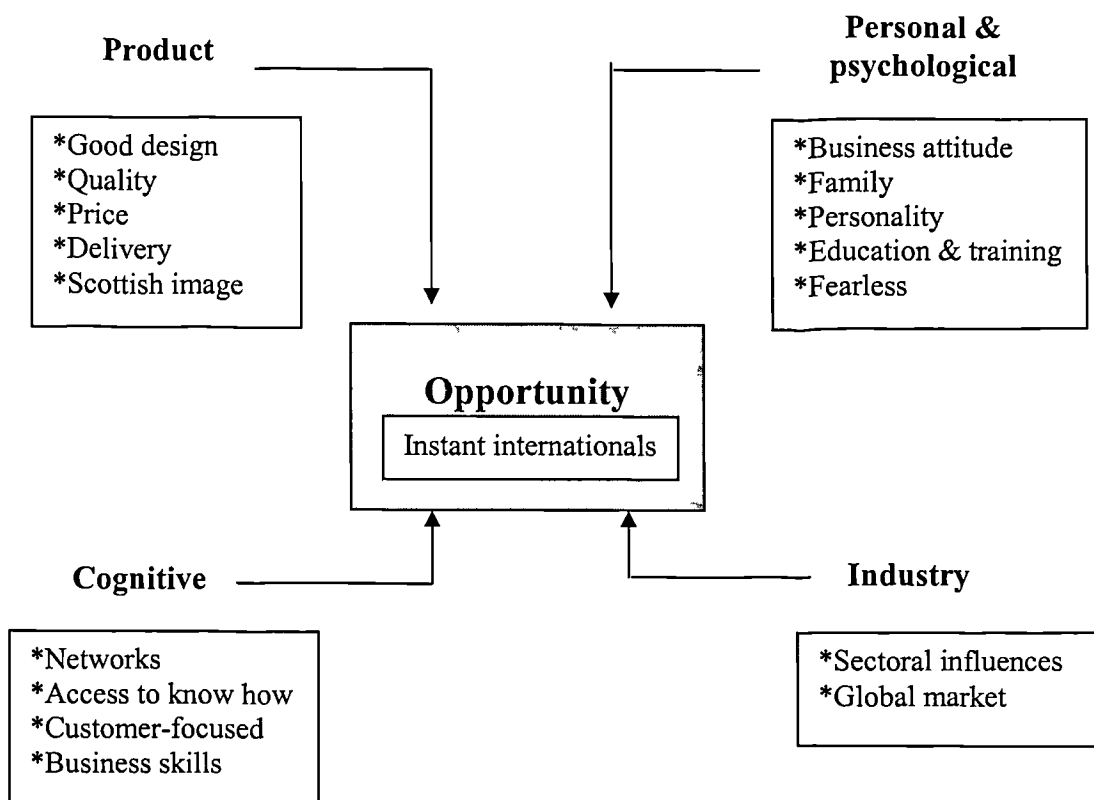 Product
*Good design
*Quality
*Price
*Delivery
*Scottish image
Personal &
psychological
*Business attitude
*Family
*Personality
*Education & training
*Fearless
Opportunity
Instant internationals
Cognitive
*Networks
*Access to know how
*Customer-focused
*Business skills
Industry
*Sectoral influences
*Global market